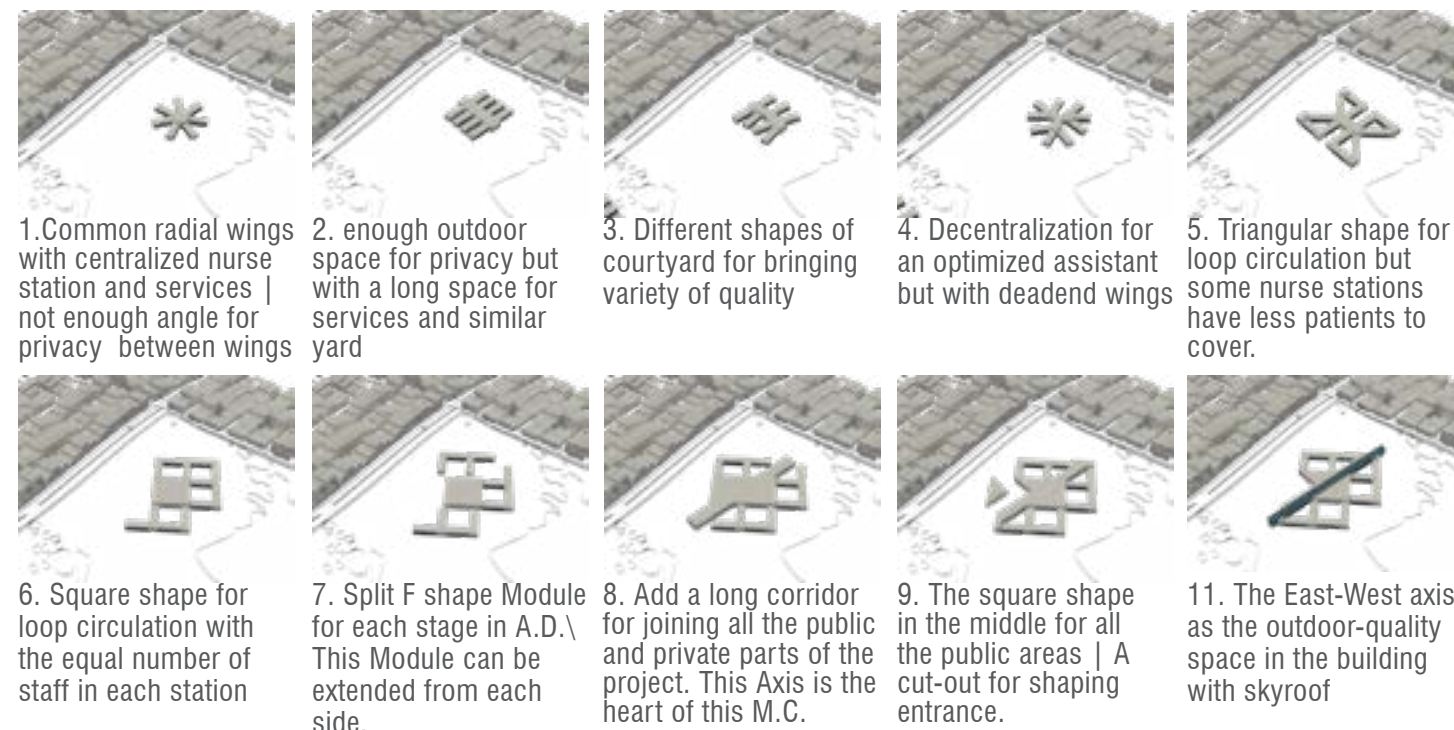 1.Common radial wings
with centralized nurse
station and services |
not enough angle for
privacy between wings
2. enough outdoor
space for privacy but
with a long space for
services and similar
yard
3. Different shapes of
courtyard for bringing
variety of quality
4. Decentralization for
an optimized assistant
but with deadend wings
5. Triangular shape for
loop circulation but
some nurse stations
have less patients to
cover.
6. Square shape for
loop circulation with
the equal number of
staff in each station
7. Split F shape Module
for each stage in A.D.\
This Module can be
extended from each
side.
8. Add a long corridor
for joining all the public
and private parts of the
project. This Axis is the
heart of this M.C.
9. The square shape
in the middle for all
the public areas | A
cut-out for shaping
entrance.
11. The East-West axis
as the outdoor-quality
space in the building
with skyroof